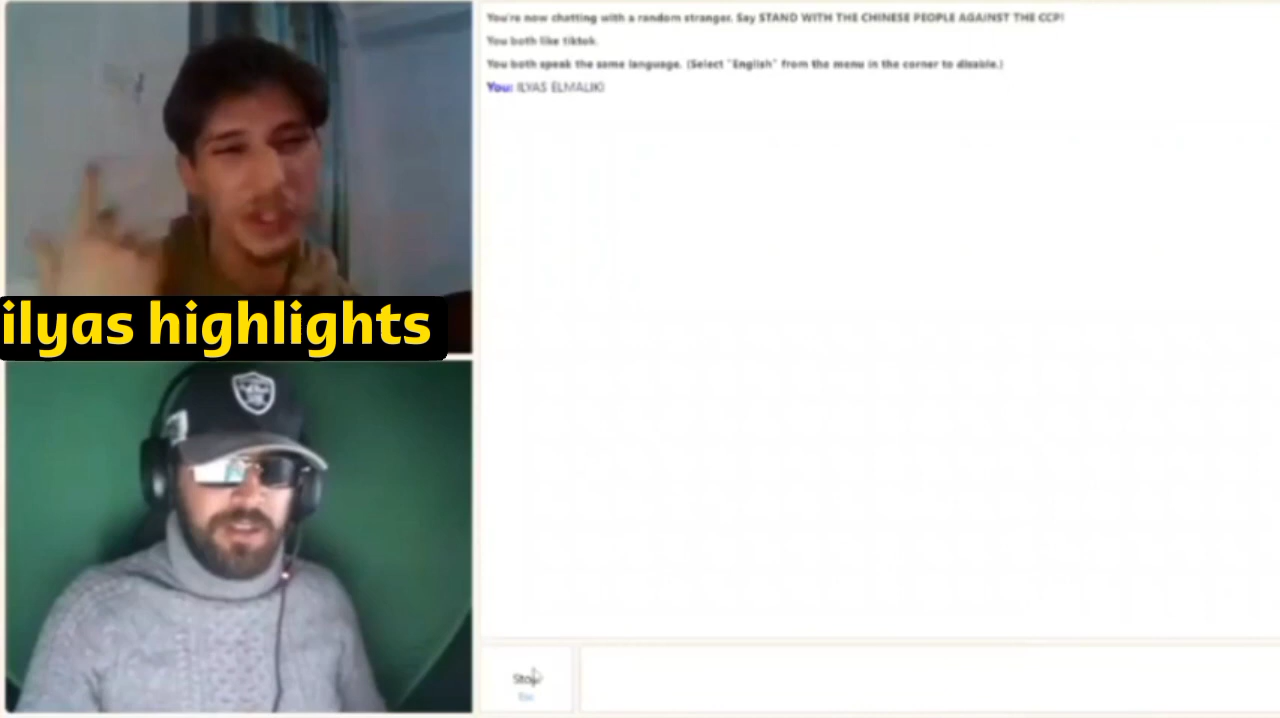 You're now chatting with a random stranger. Say STAND WITH THE CHINESE PEOPLE AGAINST THE CCP!
You both like tiktok.
You both speak the same language. (Select "English" from the menu in the corner to disable.)
You: ILYAS ELMALIKI
ilyas highlights
Stop
Esc